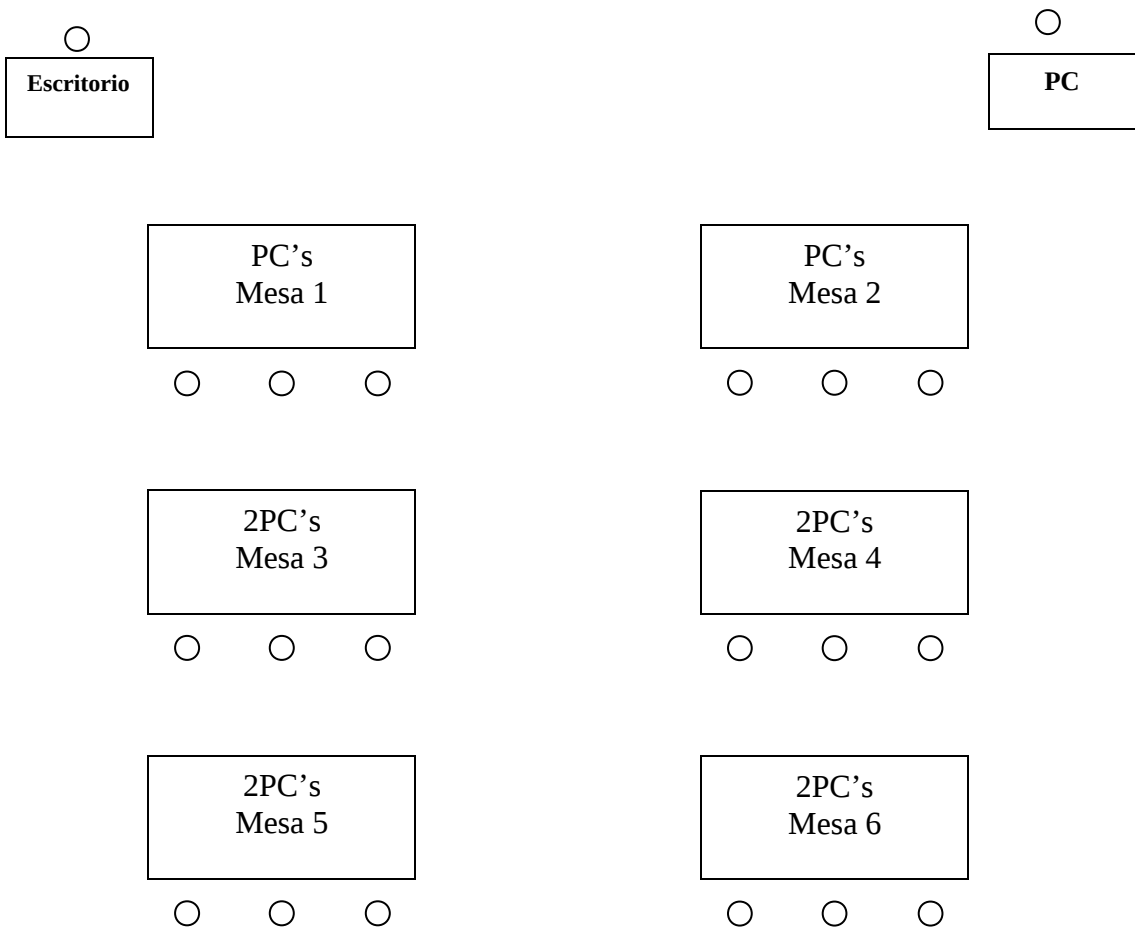 Escritorio
PC
PC’s
Mesa 1
PC’s
Mesa 2
2PC’s
Mesa 3
2PC’s
Mesa 4
2PC’s
Mesa 5
2PC’s
Mesa 6